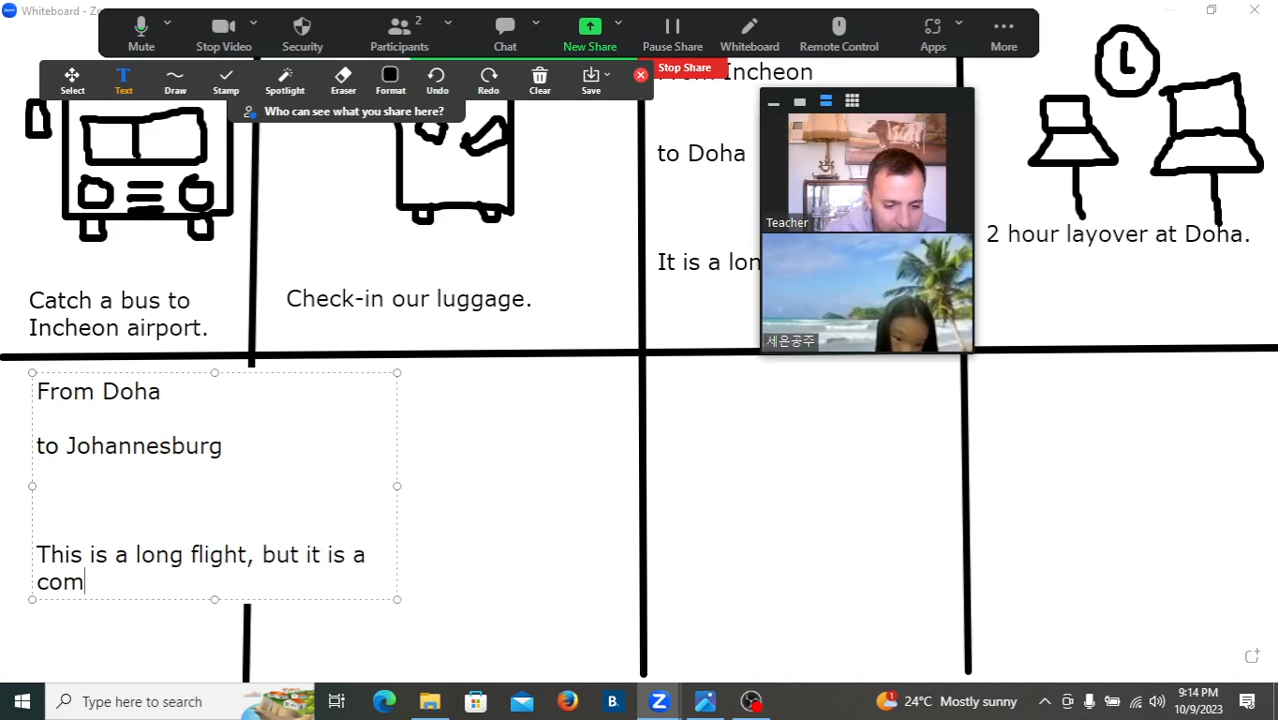 Whiteboard - Zo
Mute
Stop Video
Security
2
Participants
Chat
New Share
Pause Share
Whiteboard
Remote Control
Apps
More
Select
Text
Draw
Stamp
Spotlight
Eraser
Format
Undo
Redo
Clear
Save
Stop Share
Who can see what you share here?
Incheon
to Doha
It is a lon
Teacher
세은공주
2 hour layover at Doha.
Catch a bus to
Incheon airport.
Check-in our luggage.
From Doha
to Johannesburg
This is a long flight, but it is a
com
Type here to search
B.
1
24°C Mostly sunny
9:14 PM
10/9/2023